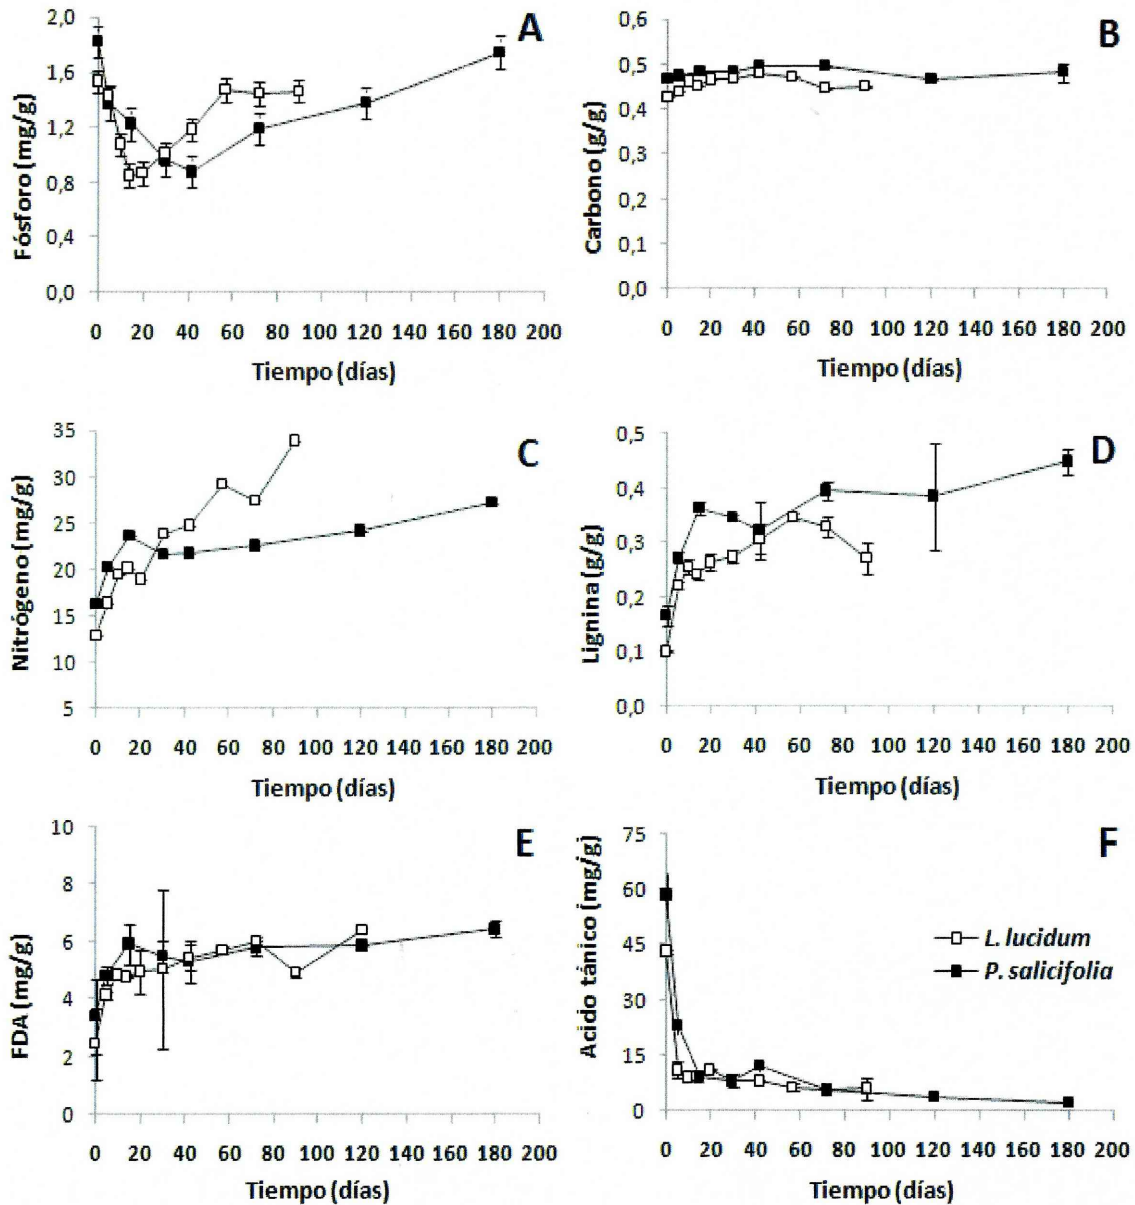 A
Fósforo (mg/g)
2,0
1,6
1,2
0,8
0,4
0,0
0 20 40 60 80 100 120 140 160 180 200
Tiempo (días)
B
Carbono (g/g)
0,6
0,5
0,4
0,3
0,2
0,1
0,0
0 20 40 60 80 100 120 140 160 180 200
Tiempo (días)
C
Nitrógeno (mg/g)
35
30
25
20
15
10
5
0 20 40 60 80 100 120 140 160 180 200
Tiempo (días)
D
Lignina (g/g)
0,5
0,4
0,3
0,2
0,1
0,0
0 20 40 60 80 100 120 140 160 180 200
Tiempo (días)
E
FDA (mg/g)
10
8
6
4
2
0
0 20 40 60 80 100 120 140 160 180 200
Tiempo (días)
F
Acido tánico (mg/g)
75
60
45
30
15
0
L. lucidum
P. salicifolia
0 20 40 60 80 100 120 140 160 180 200
Tiempo (días)